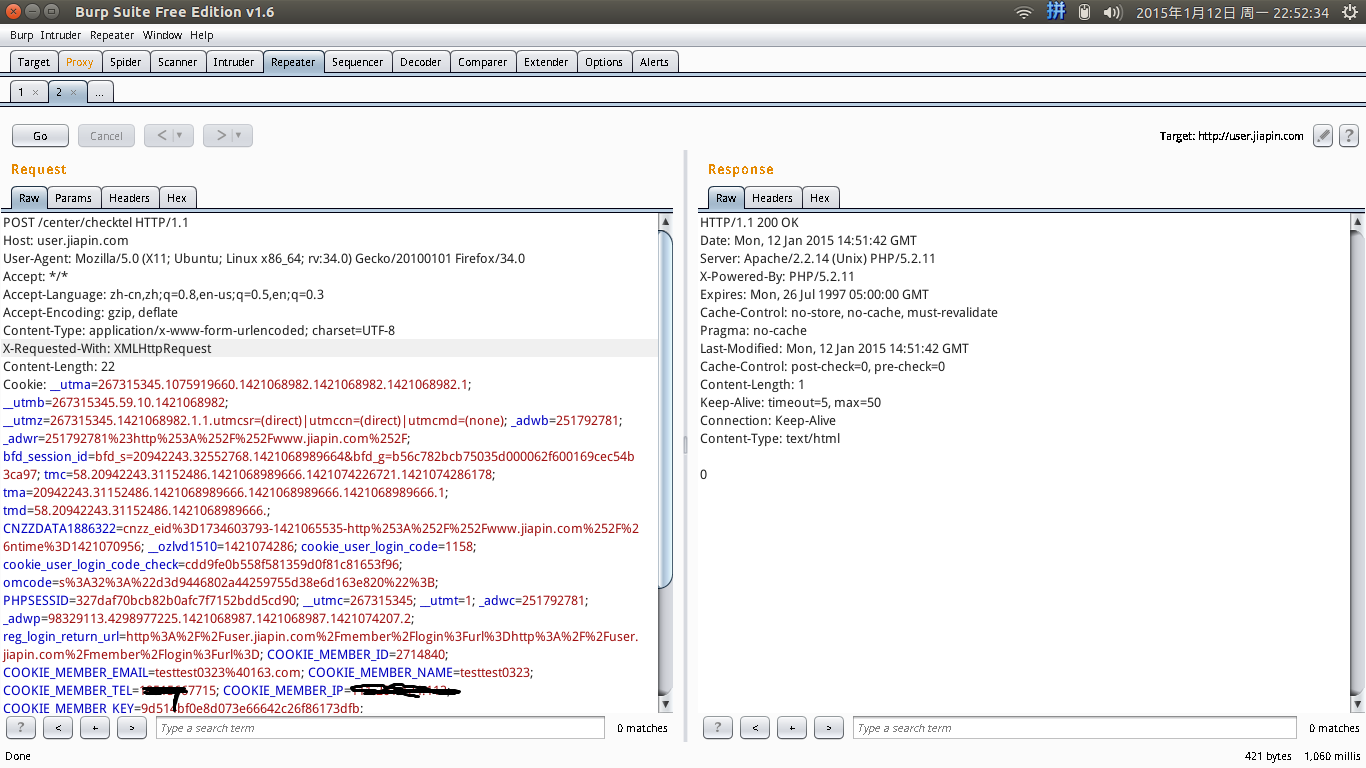 Burp Suite Free Edition v1.6
拼
2015年1月12日 周一 22:52:34
Burp Intruder Repeater Window Help
Target Proxy Spider Scanner Intruder Repeater Sequencer Decoder Comparer Extender Options Alerts
1 × 2 × ...
Go Cancel < | ▼ > | ▼ Target: http://user.jiapin.com ?
Request
Raw Params Headers Hex
POST /center/checktel HTTP/1.1
Host: user.jiapin.com
User-Agent: Mozilla/5.0 (X11; Ubuntu; Linux x86_64; rv:34.0) Gecko/20100101 Firefox/34.0
Accept: */*
Accept-Language: zh-cn,zh;q=0.8,en-us;q=0.5,en;q=0.3
Accept-Encoding: gzip, deflate
Content-Type: application/x-www-form-urlencoded; charset=UTF-8
X-Requested-With: XMLHttpRequest
Content-Length: 22
Cookie: __utma=267315345.1075919660.1421068982.1421068982.1421068982.1;
__utmb=267315345.59.10.1421068982;
__utmz=267315345.1421068982.1.1.utmcsr=(direct)|utmccn=(direct)|utmcmd=(none); _adwb=251792781;
_adwr=251792781%23http%253A%252F%252Fwww.jiapin.com%252F;
bfd_session_id=bfd_s=20942243.32552768.1421068989664&bfd_g=b56c782bcb75035d000062f600169cec54b
3ca97; tmc=58.20942243.31152486.1421068989666.1421074226721.1421074286178;
tma=20942243.31152486.1421068989666.1421068989666.1421068989666.1;
tmd=58.20942243.31152486.1421068989666.;
CNZZDATA1886322=cnzz_eid%3D1734603793-1421065535-http%253A%252F%252Fwww.jiapin.com%252F%2
6ntime%3D1421070956; __ozlvd1510=1421074286; cookie_user_login_code=1158;
cookie_user_login_code_check=cdd9fe0b558f581359d0f81c81653f96;
omcode=s%3A32%3A%22d3d9446802a44259755d38e6d163e820%22%3B;
PHPSESSID=327daf70bcb82b0afc7f7152bdd5cd90; __utmc=267315345; __utmt=1; _adwc=251792781;
_adwp=98329113.4298977225.1421068987.1421068987.1421074207.2;
reg_login_return_url=http%3A%2F%2Fuser.jiapin.com%2Fmember%2Flogin%3Furl%3Dhttp%3A%2F%2Fuser.
jiapin.com%2Fmember%2Flogin%3Furl%3D; COOKIE_MEMBER_ID=2714840;
COOKIE_MEMBER_EMAIL=testtest0323%40163.com; COOKIE_MEMBER_NAME=testtest0323;
COOKIE_MEMBER_TEL= 7715; COOKIE_MEMBER_IP=
COOKIE_MEMBER_KEY=9d514bf0e8d073e66642c26f86173dfb;
? < + > Type a search term 0 matches
Done
Response
Raw Headers Hex
HTTP/1.1 200 OK
Date: Mon, 12 Jan 2015 14:51:42 GMT
Server: Apache/2.2.14 (Unix) PHP/5.2.11
X-Powered-By: PHP/5.2.11
Expires: Mon, 26 Jul 1997 05:00:00 GMT
Cache-Control: no-store, no-cache, must-revalidate
Pragma: no-cache
Last-Modified: Mon, 12 Jan 2015 14:51:42 GMT
Cache-Control: post-check=0, pre-check=0
Content-Length: 1
Keep-Alive: timeout=5, max=50
Connection: Keep-Alive
Content-Type: text/html
0
? < + > Type a search term 0 matches
421 bytes 1,060 millis